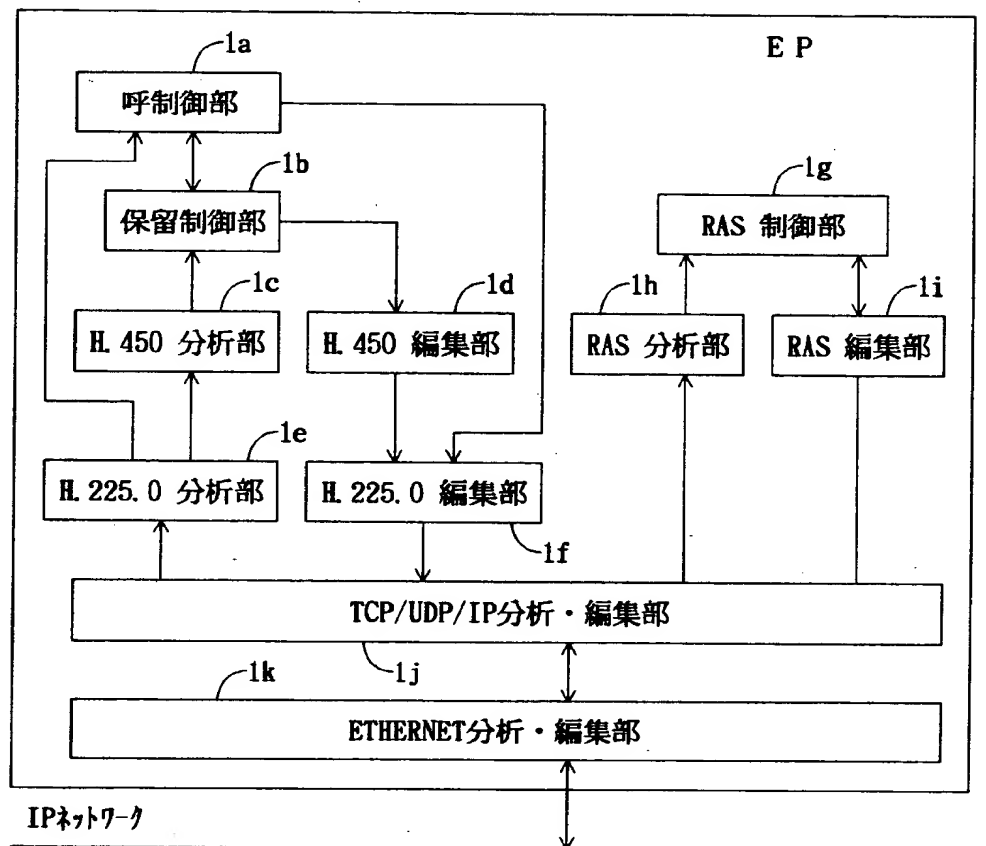 EP
1a
呼制御部
1b
保留制御部
1g
RAS 制御部
1c
H.450 分析部
1d
H.450 編集部
1h
RAS 分析部
1i
RAS 編集部
1e
H.225.0 分析部
H.225.0 編集部
1f
TCP/UDP/IP分析・編集部
1j
1k
ETHERNET分析・編集部
IPネットワーク